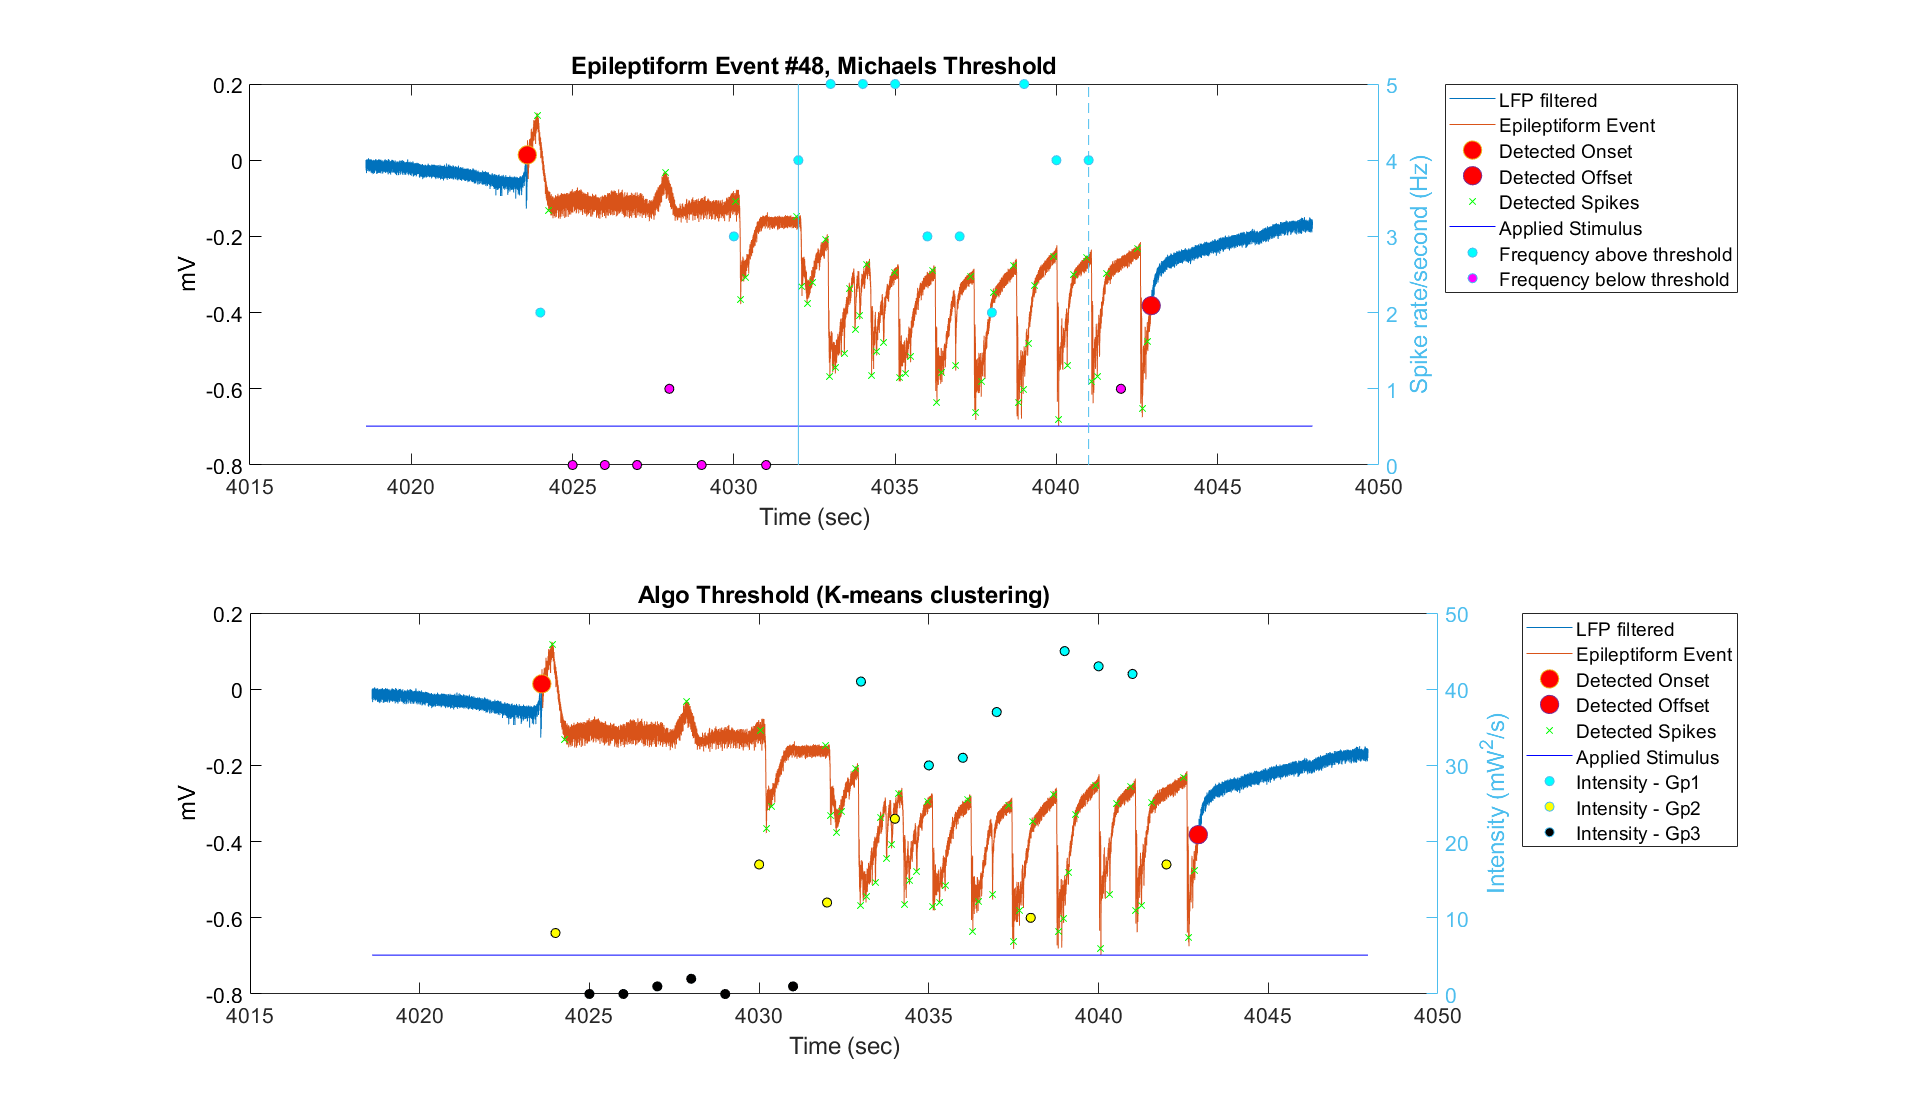 Epileptiform Event #48, Michaels Threshold
0.2
0
-0.2
-0.4
-0.6
-0.8
mV
4015
4020
4025
4030
4035
4040
4045
4050
Time (sec)
5
4
3
2
1
0
Spike rate/second (Hz)
LFP filtered
Epileptiform Event
Detected Onset
Detected Offset
Detected Spikes
Applied Stimulus
Frequency above threshold
Frequency below threshold
Algo Threshold (K-means clustering)
0.2
0
-0.2
-0.4
-0.6
-0.8
mV
4015
4020
4025
4030
4035
4040
4045
4050
Time (sec)
50
40
30
20
10
0
Intensity (mW²/s)
LFP filtered
Epileptiform Event
Detected Onset
Detected Offset
Detected Spikes
Applied Stimulus
Intensity - Gp1
Intensity - Gp2
Intensity - Gp3